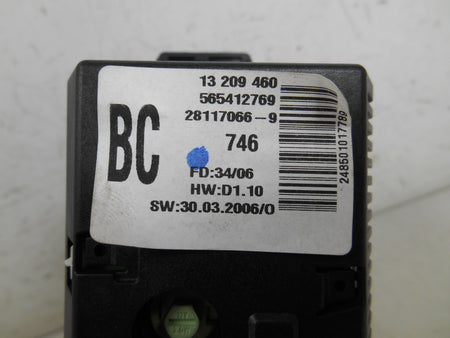 13 209 460
565412769
28117066-9
BC
746
FD:34/06
HW:D1.10
SW:30.03.2006/0
248501017789